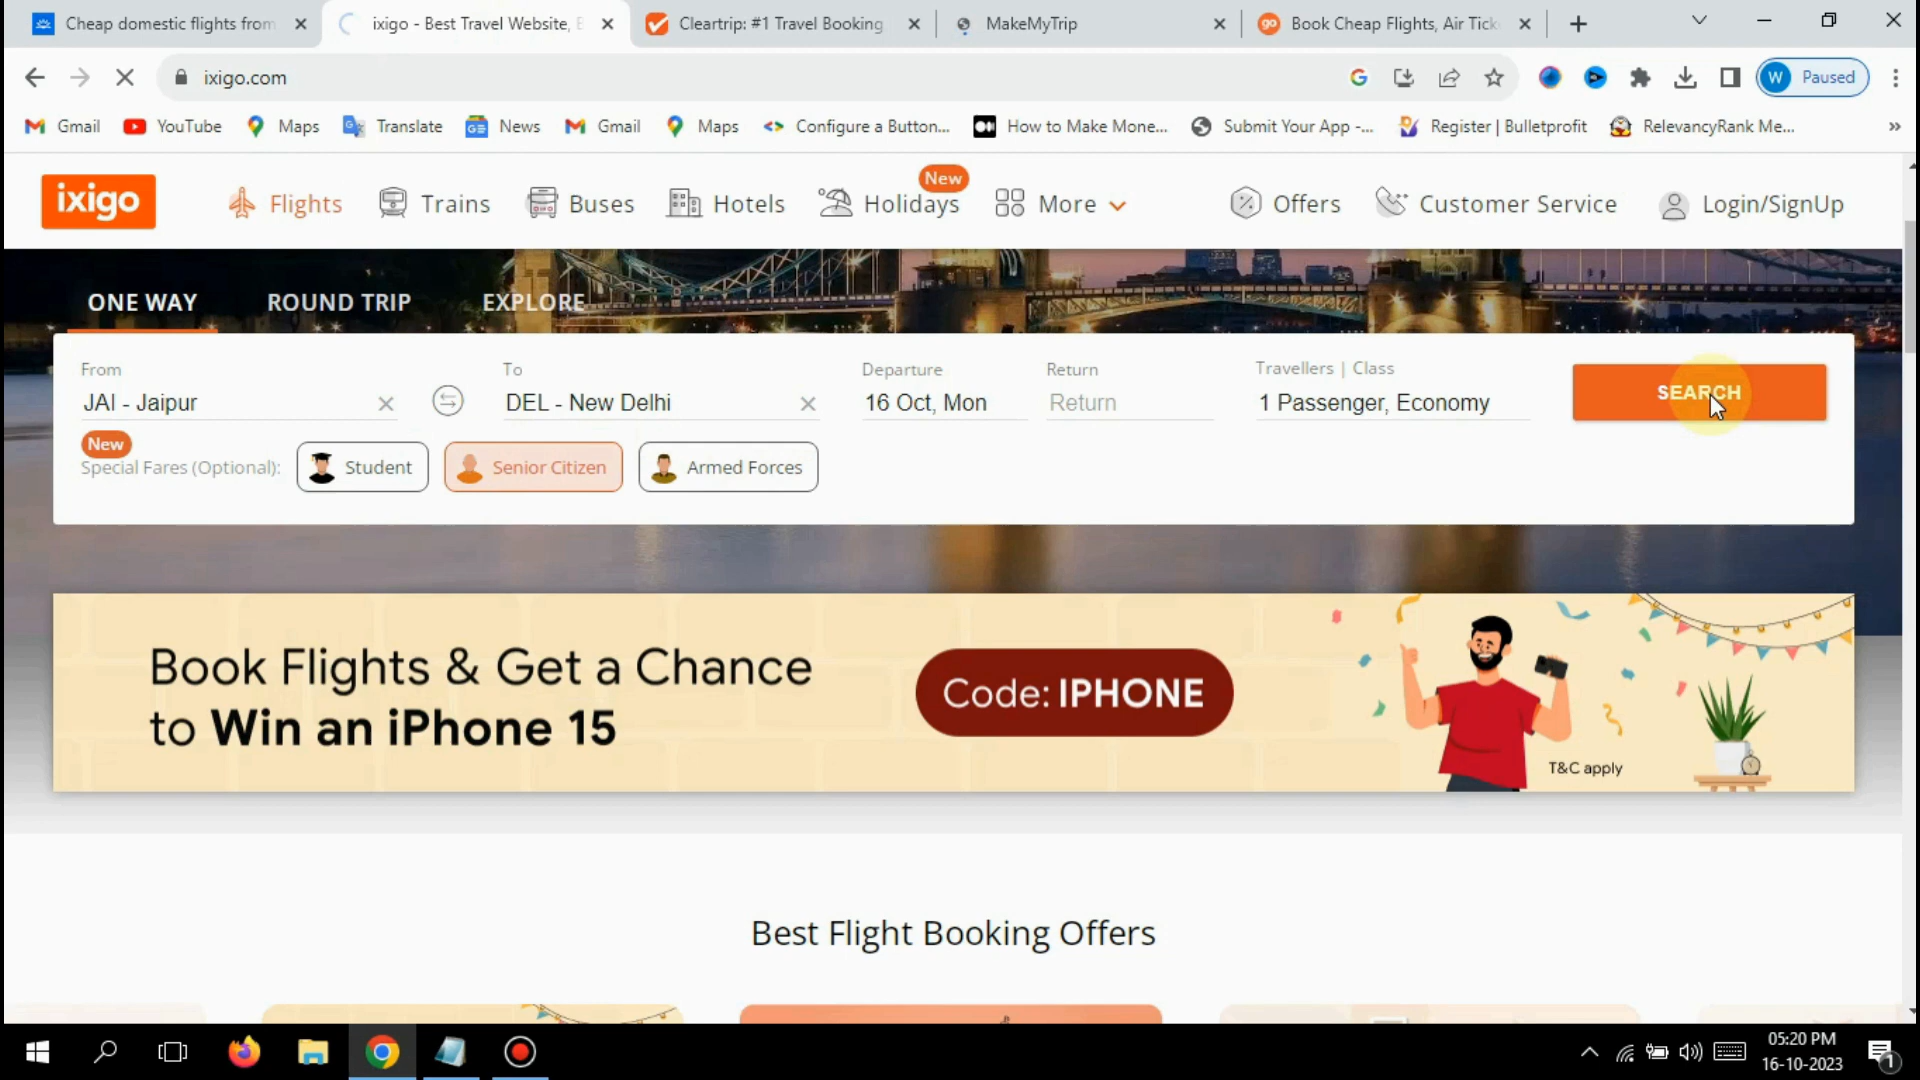 Cheap domestic flights from
ixigo - Best Travel Website,
Cleartrip: #1 Travel Booking
MakeMyTrip
go
Book Cheap Flights, Air Tick
ixigo.com
W
Paused
Gmail
YouTube
Maps
Translate
News
Gmail
Maps
Configure a Button...
How to Make Mone...
Submit Your App -...
Register | Bulletprofit
RelevancyRank Me...
ixigo
Flights
Trains
Buses
Hotels
Holidays
New
More
Offers
Customer Service
Login/SignUp
ONE WAY
ROUND TRIP
EXPLORE
From
JAI - Jaipur
To
DEL - New Delhi
Departure
16 Oct, Mon
Return
Return
Travellers | Class
1 Passenger, Economy
SEARCH
New
Special Fares (Optional):
Student
Senior Citizen
Armed Forces
Book Flights & Get a Chance
to Win an iPhone 15
Code: IPHONE
T&C apply
Best Flight Booking Offers
05:20 PM
16-10-2023
1